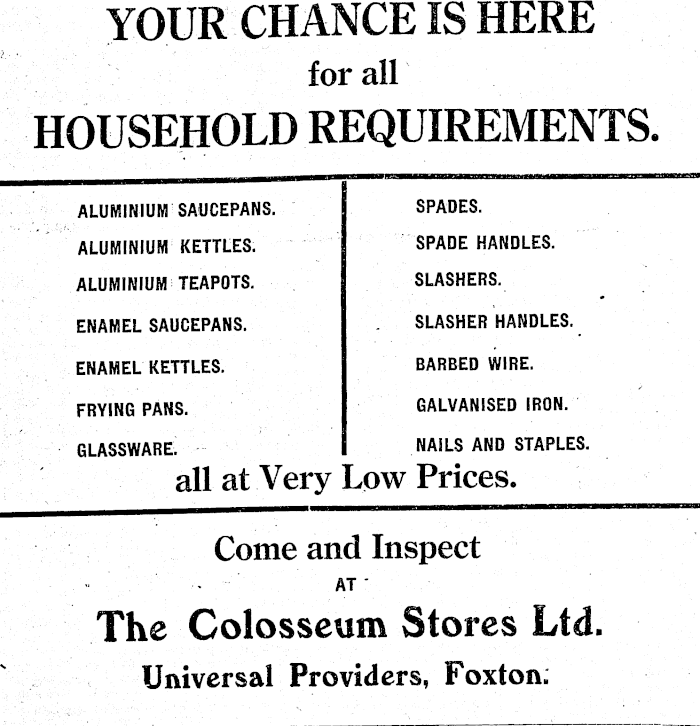 YOUR CHANCE IS HERE
for all
HOUSEHOLD REQUIREMENTS.
ALUMINIUM SAUCEPANS.
ALUMINIUM KETTLES.
ALUMINIUM TEAPOTS.
ENAMEL SAUCEPANS.
ENAMEL KETTLES.
FRYING PANS.
GLASSWARE.
SPADES.
SPADE HANDLES.
SLASHERS.
SLASHER HANDLES.
BARBED WIRE.
GALVANISED IRON.
NAILS AND STAPLES.
all at Very Low Prices.
Come and Inspect
AT
The Colosseum Stores Ltd.
Universal Providers, Foxton.